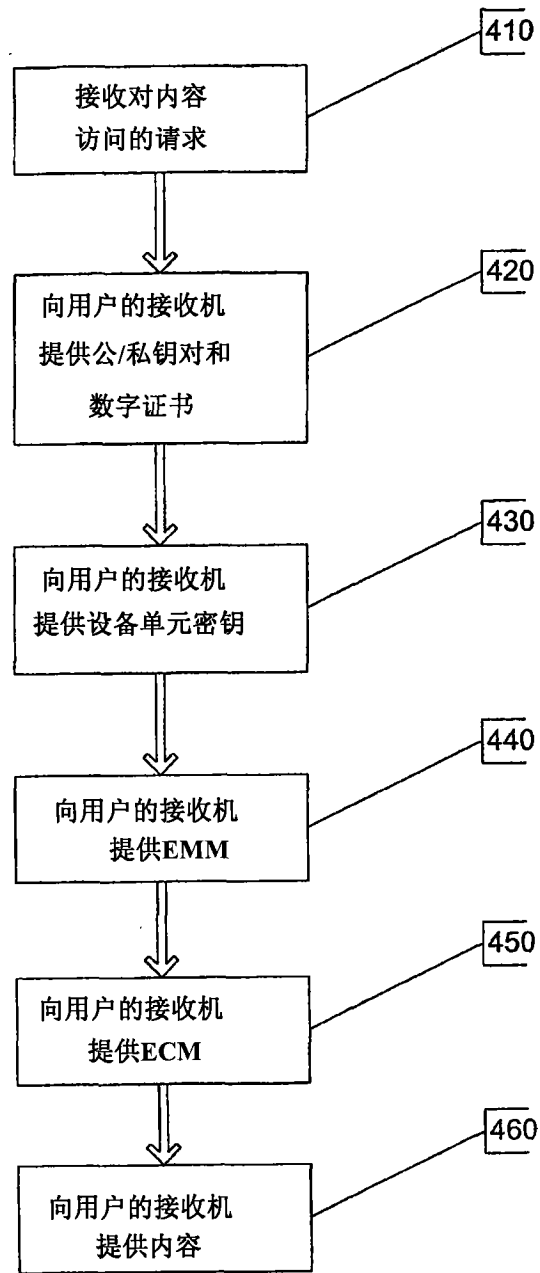 410
接收对内容
访问的请求
420
向用户的接收机
提供公/私钥对和
数字证书
430
向用户的接收机
提供设备单元密钥
440
向用户的接收机
提供EMM
450
向用户的接收机
提供ECM
460
向用户的接收机
提供内容